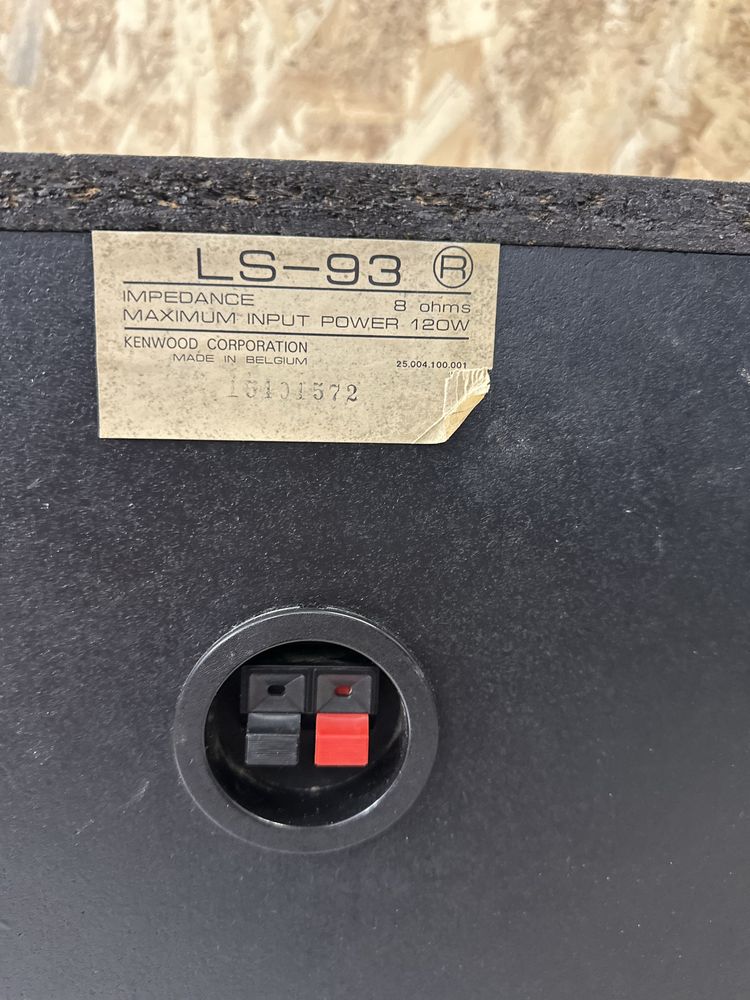 LS-93 Ⓡ
IMPEDANCE 8 ohms
MAXIMUM INPUT POWER 120W
KENWOOD CORPORATION
MADE IN BELGIUM 25.004.100.001